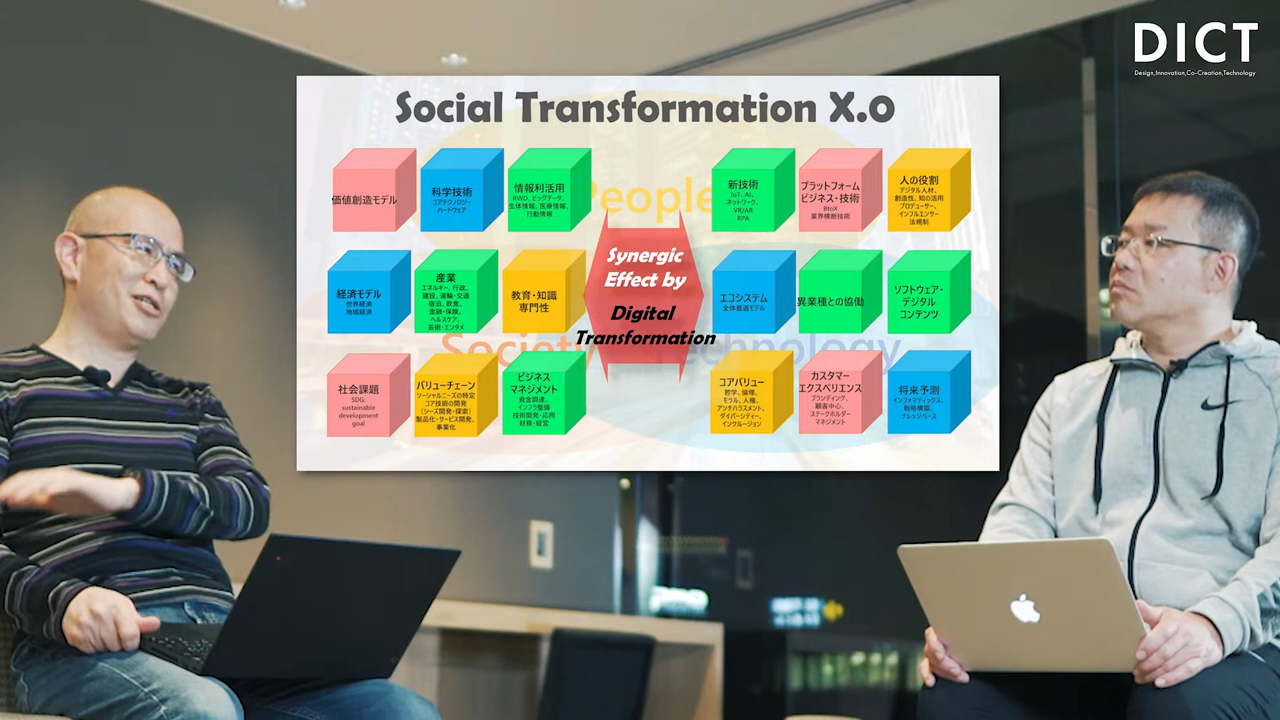 DICT
Design,Innovation,Co-Creation,Technology
Social Transformation X.0
価値創造モデル
科学技術
コアテクノロジー
ハードウェア
情報利活用
RWD、ビッグデータ、
生体情報、医療情報、
行動情報
People
新技術
IoT、AI、
ネットワーク、
VR/AR
RPA
プラットフォーム
ビジネス・技術
BtoX
業界横断技術
人の役割
デジタル人材、
創造性、知の活用
プロデューサー、
インフルエンサー
法規制
経済モデル
世界経済
地域経済
産業
エネルギー、行政、
建設、運輸・交通
宿泊、飲食、
金融・保険、
ヘルスケア、
芸術・エンタメ
教育・知識
専門性
Synergic
Effect by
Digital
Transformation
エコシステム
全体最適モデル
異業種との協働
ソフトウェア・
デジタル
コンテンツ
Society
Technology
社会課題
SDG:
sustainable
development
goal
バリューチェーン
ソーシャルニーズの特定
コア技術の開発
（シーズ開発・探索）
製品化・サービス開発、
事業化
ビジネス
マネジメント
資金調達、
インフラ整備
技術開発・応用
財務・経営
コアバリュー
哲学、倫理、
モラル、人権、
アンチハラスメント、
ダイバーシティー、
インクルージョン
カスタマー
エクスペリエンス
ブランディング、
顧客中心、
ステークホルダー
マネジメント
将来予測
インフォマティックス、
戦略構築、
ナレッジベース